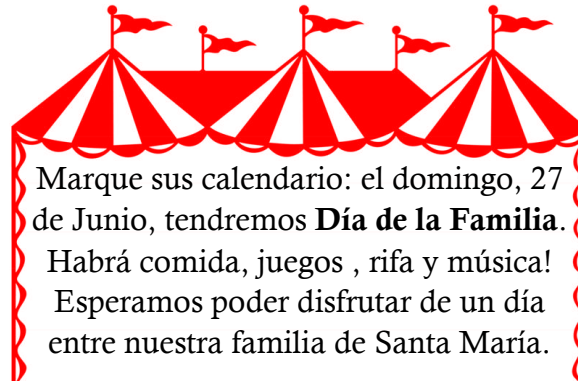 Marque sus calendario: el domingo, 27
de Junio, tendremos Día de la Familia.
Habrá comida, juegos , rifa y música!
Esperamos poder disfrutar de un día
entre nuestra familia de Santa María.